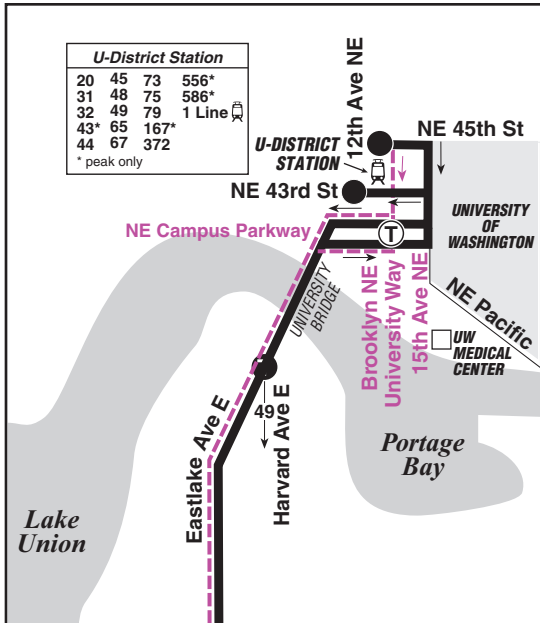 U-District Station
20 45 73 556*
31 48 75 586*
32 49 79 1 Line
43* 65 167*
44 67 372
* peak only
12th Ave NE
NE 45th St
U-DISTRICT
STATION
NE 43rd St
UNIVERSITY
OF
WASHINGTON
NE Campus Parkway
T
UNIVERSITY
BRIDGE
Brooklyn NE
University Way
15th Ave NE
NE Pacific
UW
MEDICAL
CENTER
49
Eastlake Ave E
Harvard Ave E
Portage
Bay
Lake
Union